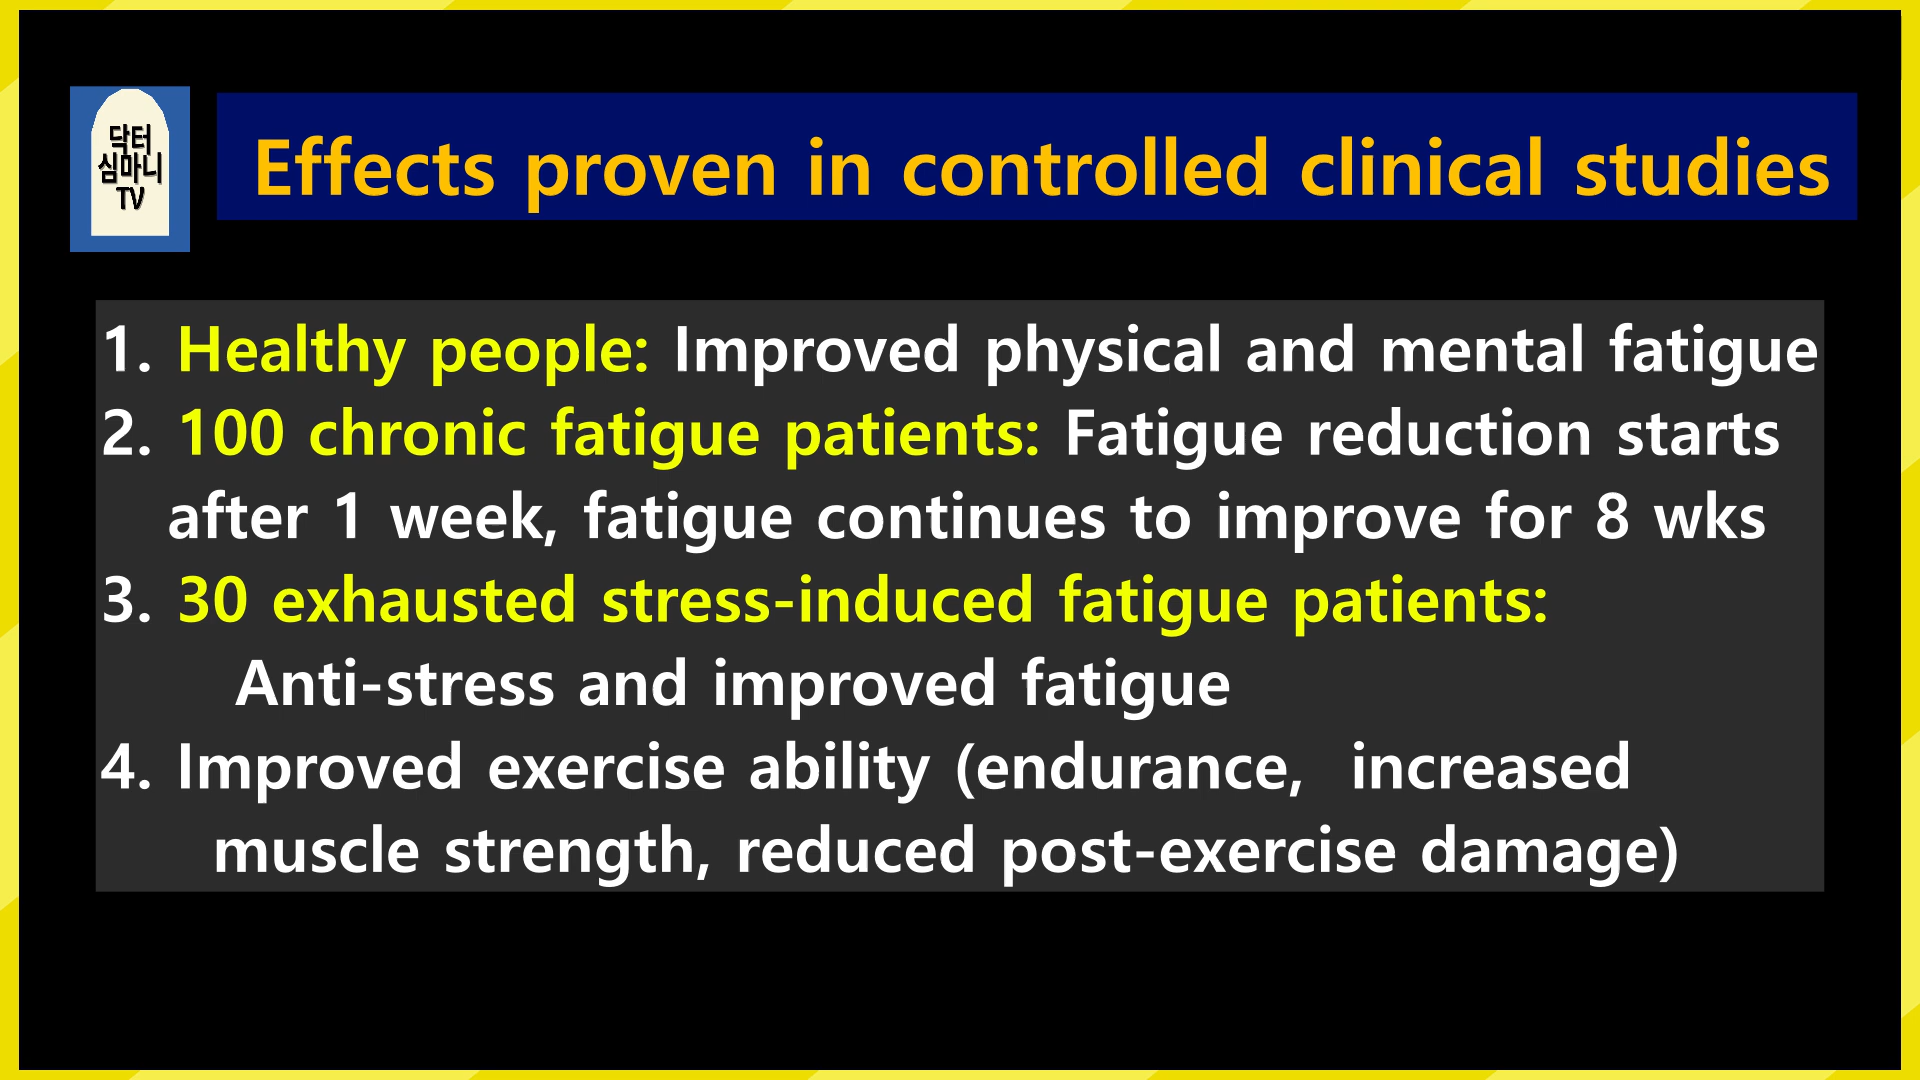 닥터
심마니
TV
Effects proven in controlled clinical studies
1. Healthy people: Improved physical and mental fatigue
2. 100 chronic fatigue patients: Fatigue reduction starts
after 1 week, fatigue continues to improve for 8 wks
3. 30 exhausted stress-induced fatigue patients:
Anti-stress and improved fatigue
4. Improved exercise ability (endurance, increased
muscle strength, reduced post-exercise damage)